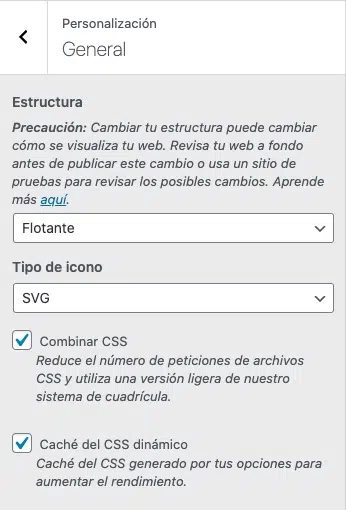 Personalización
General
Estructura
Precaución: Cambiar tu estructura puede cambiar
cómo se visualiza tu web. Revisa tu web a fondo
antes de publicar este cambio o usa un sitio de
pruebas para revisar los posibles cambios. Aprende
más aquí.
Flotante
Tipo de icono
SVG
Combinar CSS
Reduce el número de peticiones de archivos
CSS y utiliza una versión ligera de nuestro
sistema de cuadrícula.
Caché del CSS dinámico
Caché del CSS generado por tus opciones para
aumentar el rendimiento.